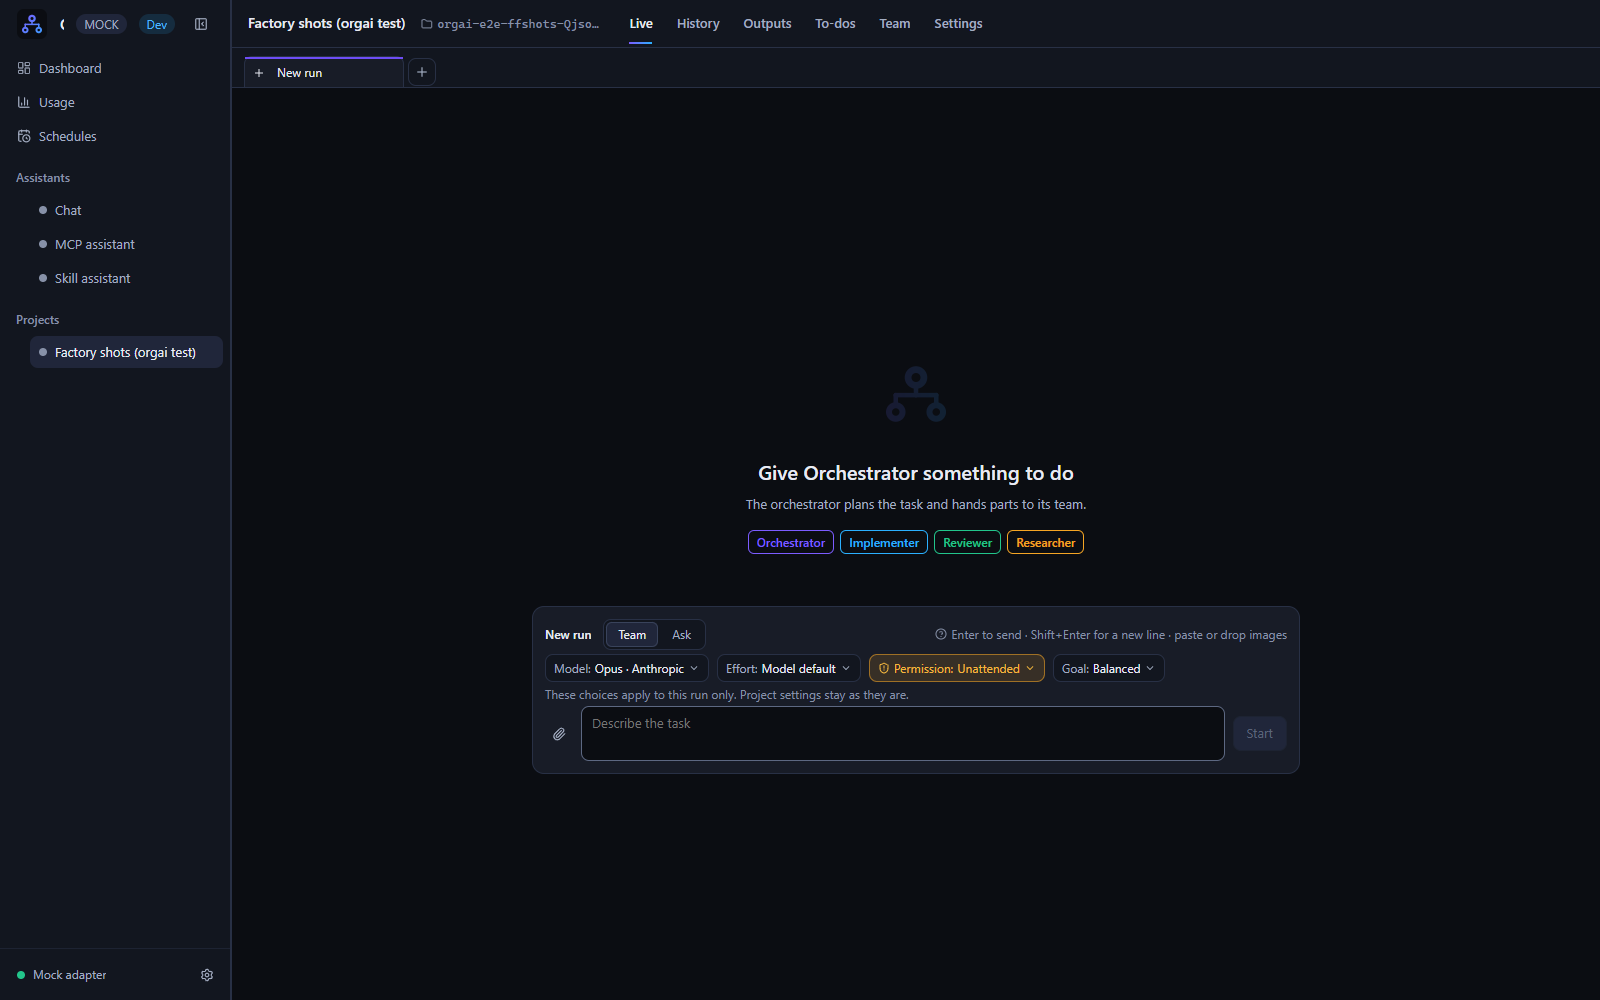 MOCK
Dev
Dashboard
Usage
Schedules
Assistants
Chat
MCP assistant
Skill assistant
Projects
Factory shots (orgai test)
Mock adapter
Factory shots (orgai test)
orgai-e2e-ffshots-Qjso…
Live
History
Outputs
To-dos
Team
Settings
New run
Give Orchestrator something to do
The orchestrator plans the task and hands parts to its team.
Orchestrator
Implementer
Reviewer
Researcher
New run
Team
Ask
Enter to send · Shift+Enter for a new line · paste or drop images
Model: Opus · Anthropic
Effort: Model default
Permission: Unattended
Goal: Balanced
These choices apply to this run only. Project settings stay as they are.
Describe the task
Start